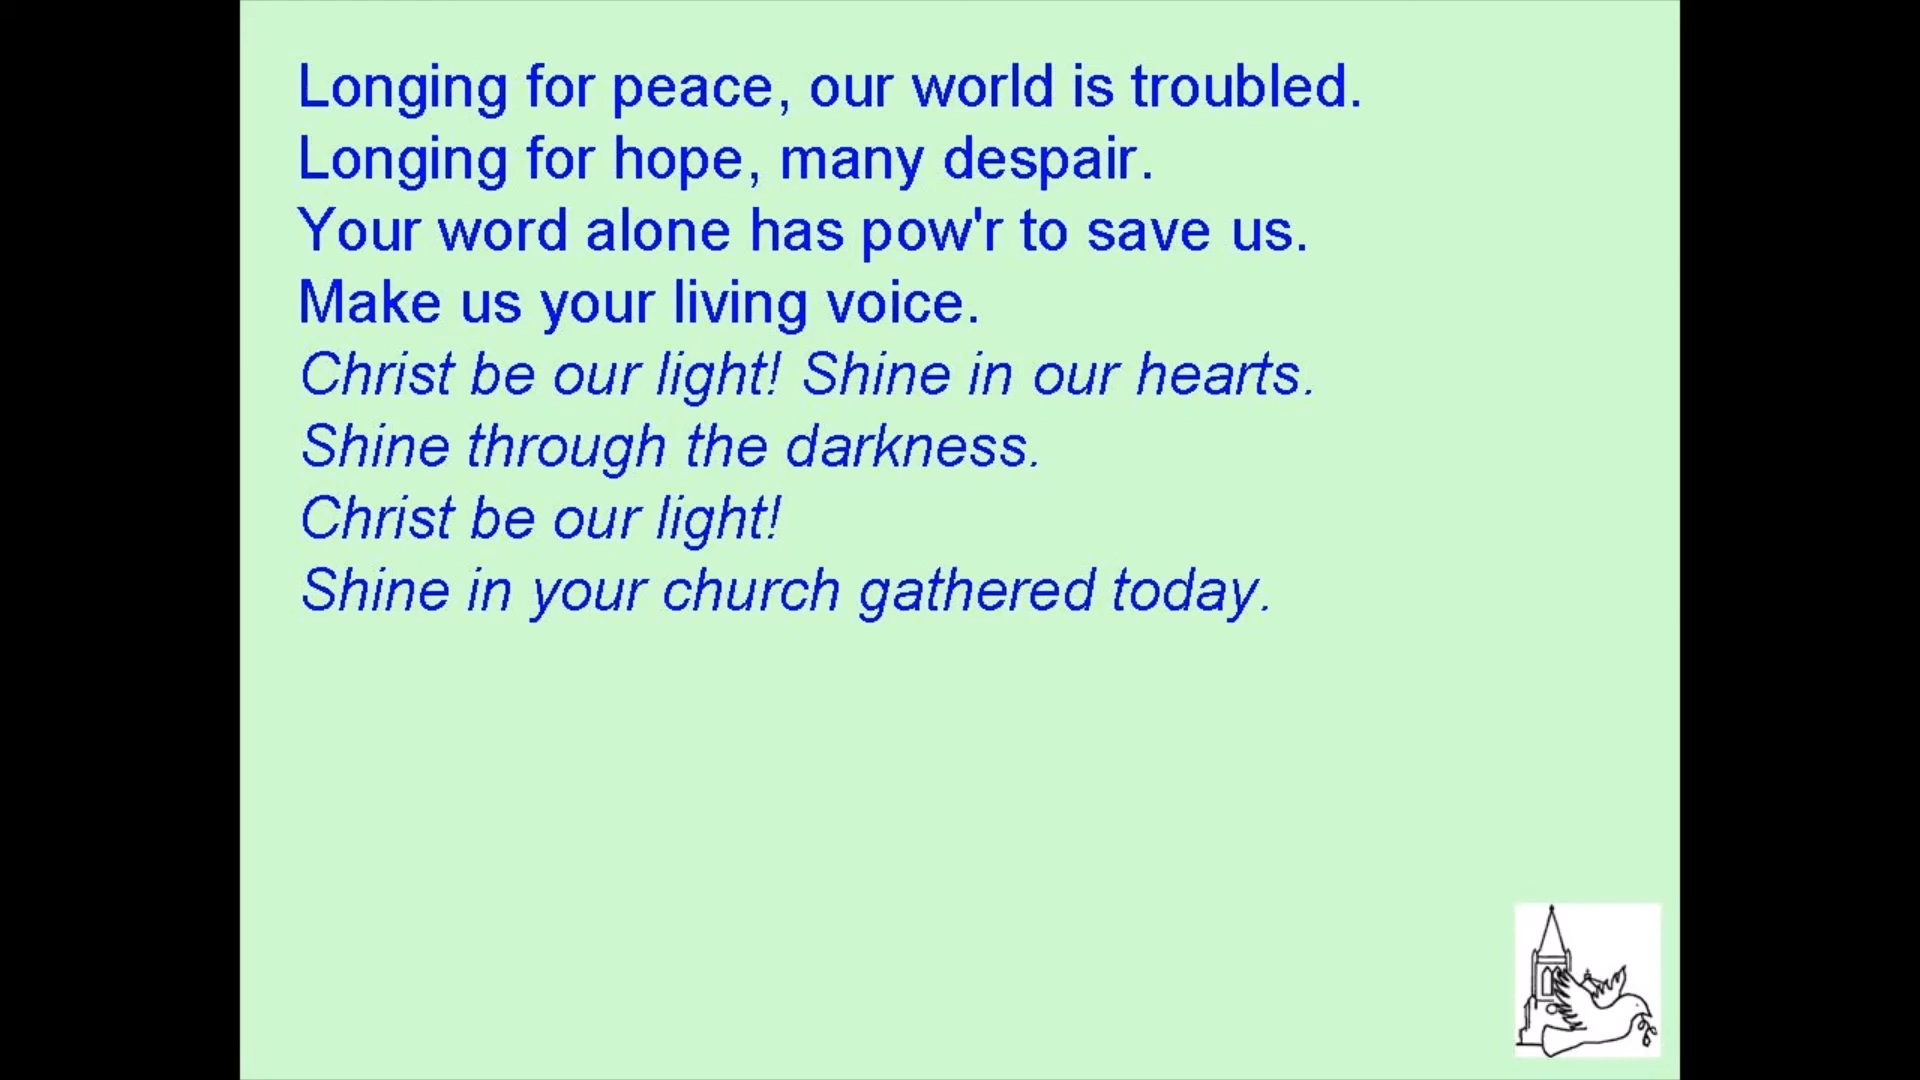 Longing for peace, our world is troubled.
Longing for hope, many despair.
Your word alone has pow'r to save us.
Make us your living voice.
Christ be our light! Shine in our hearts.
Shine through the darkness.
Christ be our light!
Shine in your church gathered today.